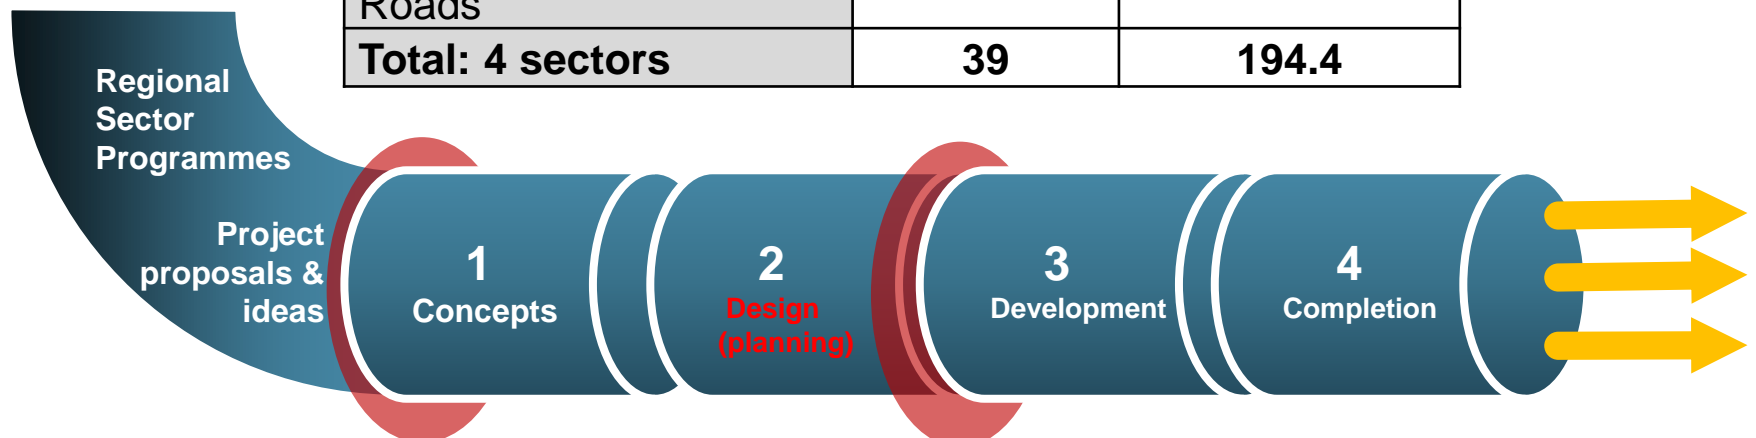 Roads
Total: 4 sectors 39 194.4
Regional
Sector
Programmes
Project
proposals &
ideas
1
Concepts
2
Design
(planning)
3
Development
4
Completion